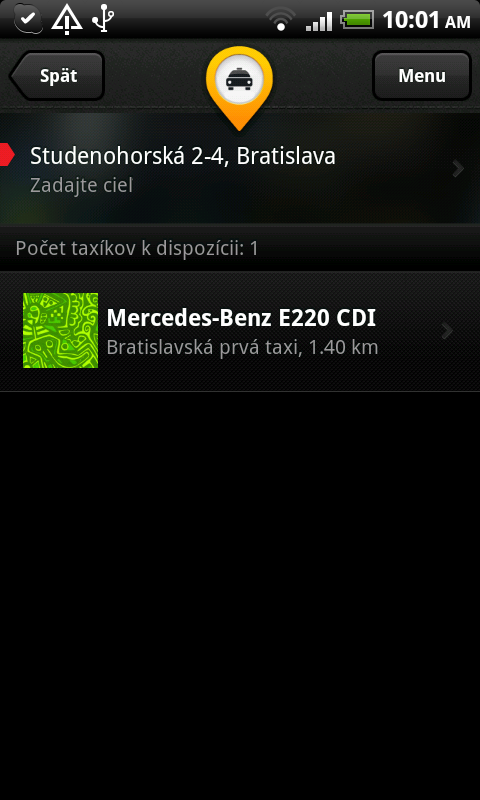 10:01 AM
Späť
Menu
Studenohorská 2-4, Bratislava
Zadajte cieľ
Počet taxíkov k dispozícii: 1
Mercedes-Benz E220 CDI
Bratislavská prvá taxi, 1.40 km